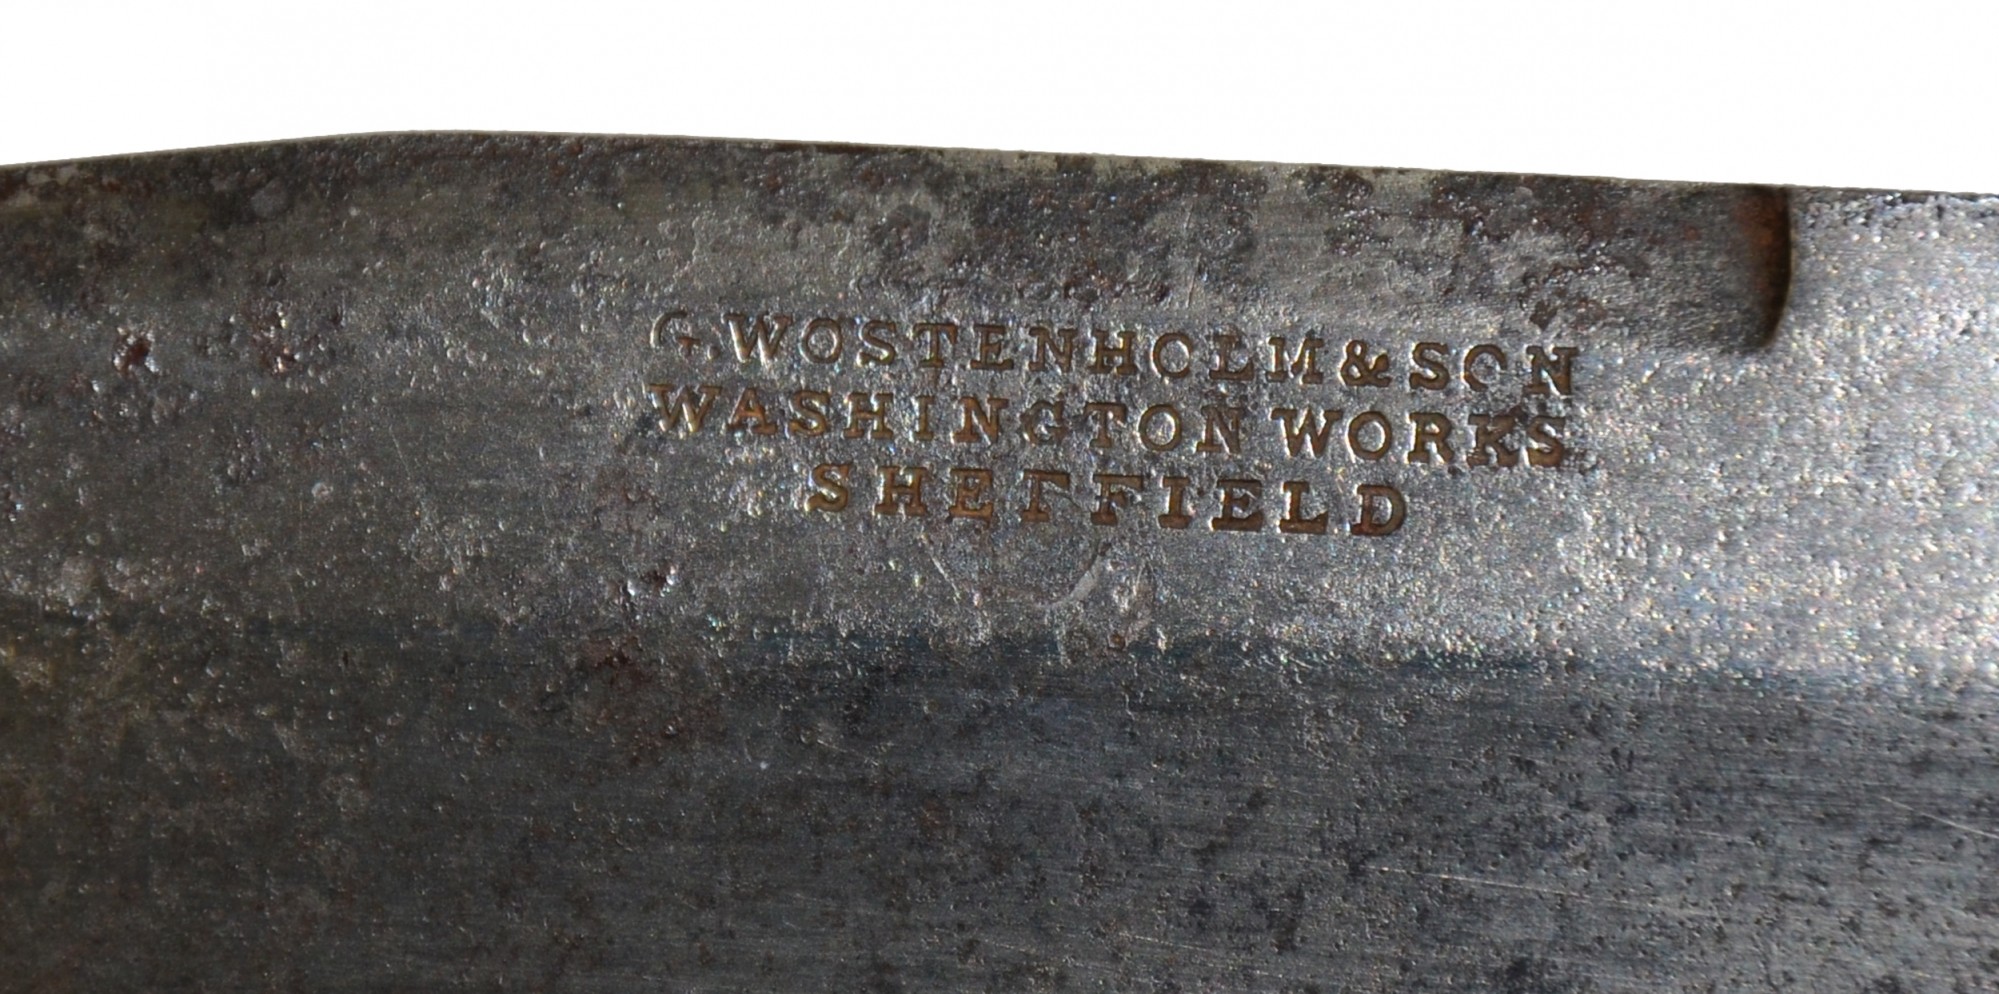 G. WOSTENHOLM & SON
WASHINGTON WORKS
SHEFFIELD